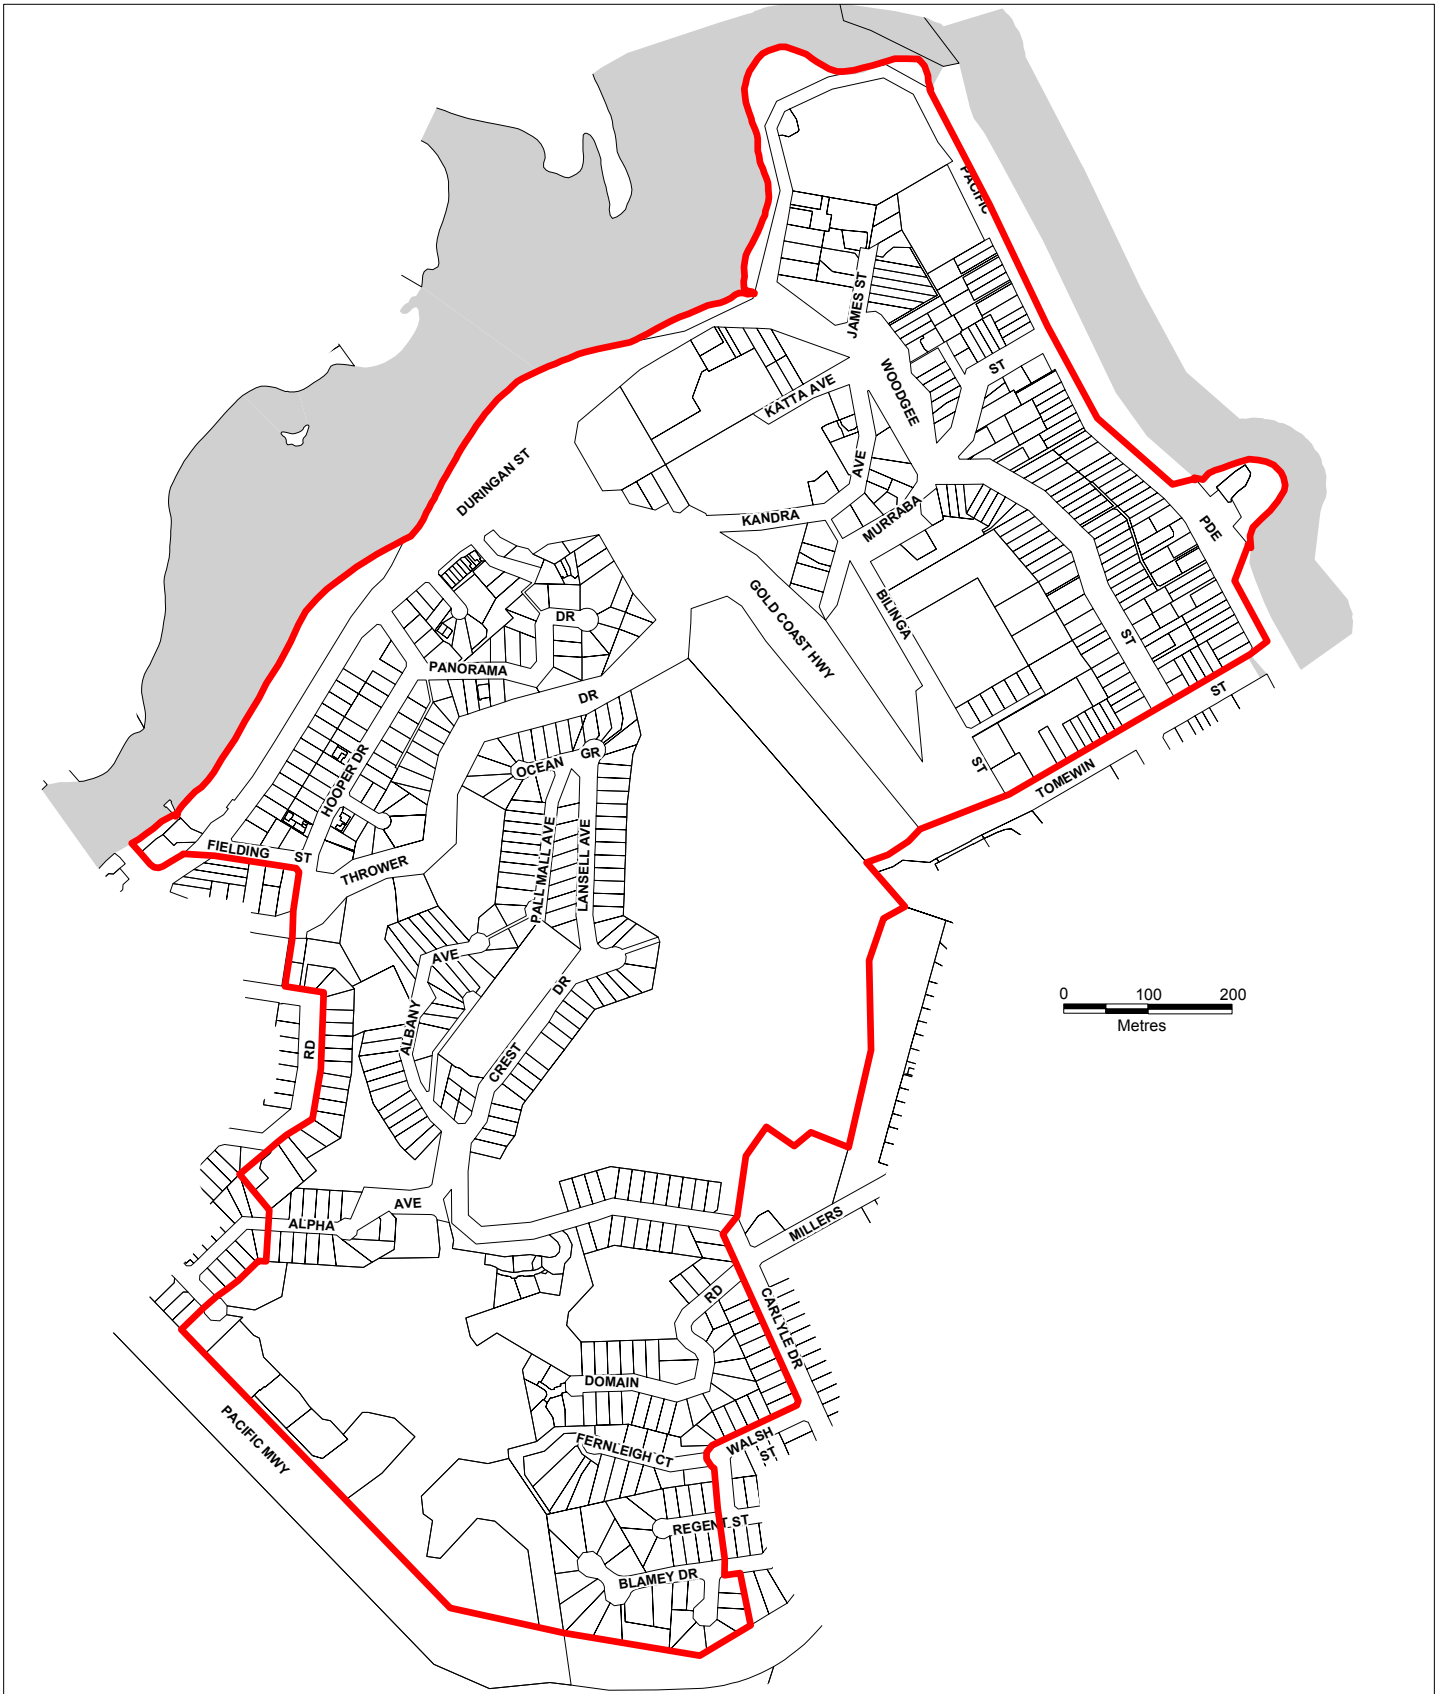 PACIFIC
JAMES ST
WOODGEE
ST
KATTA AVE
AVE
DURINGAN ST
KANDRA
MURRABA
PDE
GOLD COAST HWY
BILINGA
DR
ST
PANORAMA
DR
ST
OCEAN
GR
HOOPER DR
ST
TOMEWIN
FIELDING
ST
THROWER
PALL MALL AVE
LANSELL AVE
AVE
DR
0
100
200
Metres
ALBANY
RD
CREST
AVE
ALPHA
MILLERS
RD
CARLYLE DR
DOMAIN
PACIFIC MWY
FERNLEIGH CT
WALSH
ST
REGENT ST
BLAMEY DR